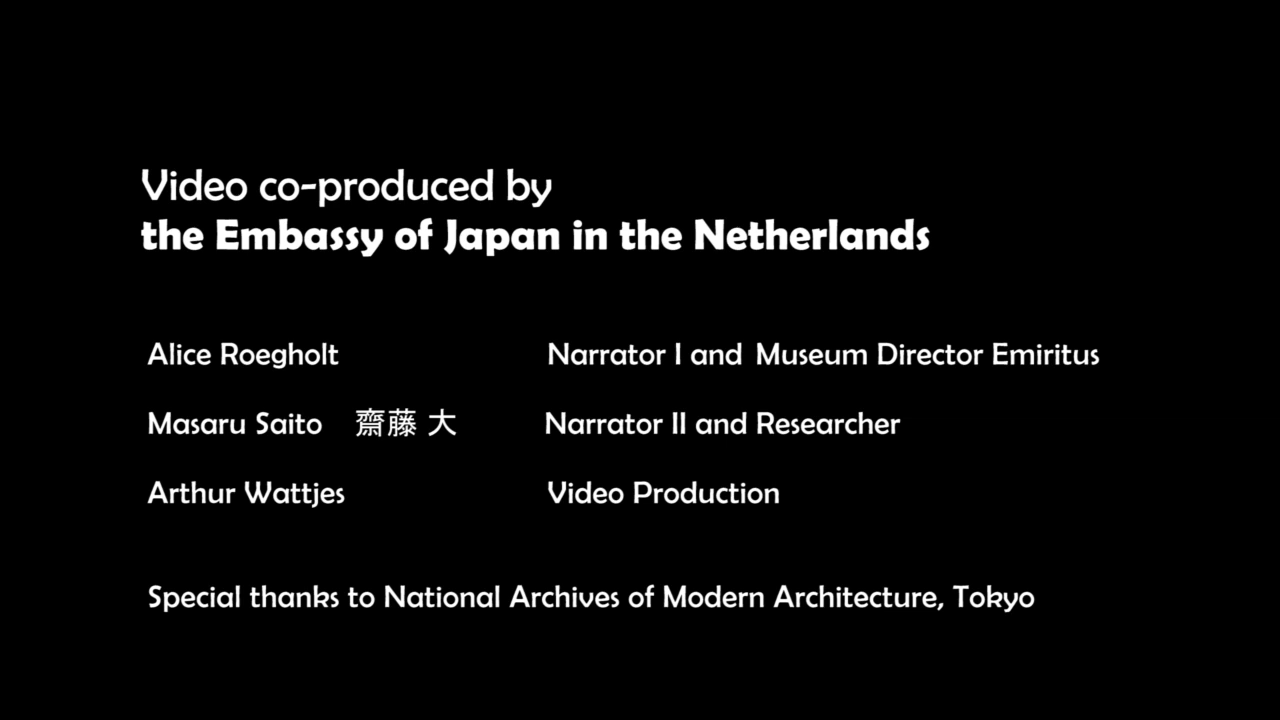 Video co-produced by
the Embassy of Japan in the Netherlands
Alice Roegholt Narrator I and Museum Director Emiritus
Masaru Saito 齋藤 大 Narrator II and Researcher
Arthur Wattjes Video Production
Special thanks to National Archives of Modern Architecture, Tokyo